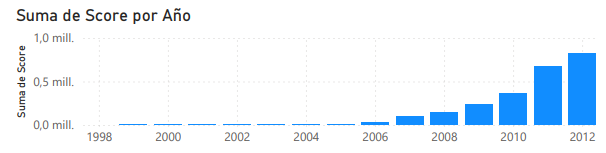 Suma de Score por Año
1,0 mill.
0,5 mill.
0,0 mill.
Suma de Score
1998 2000 2002 2004 2006 2008 2010 2012